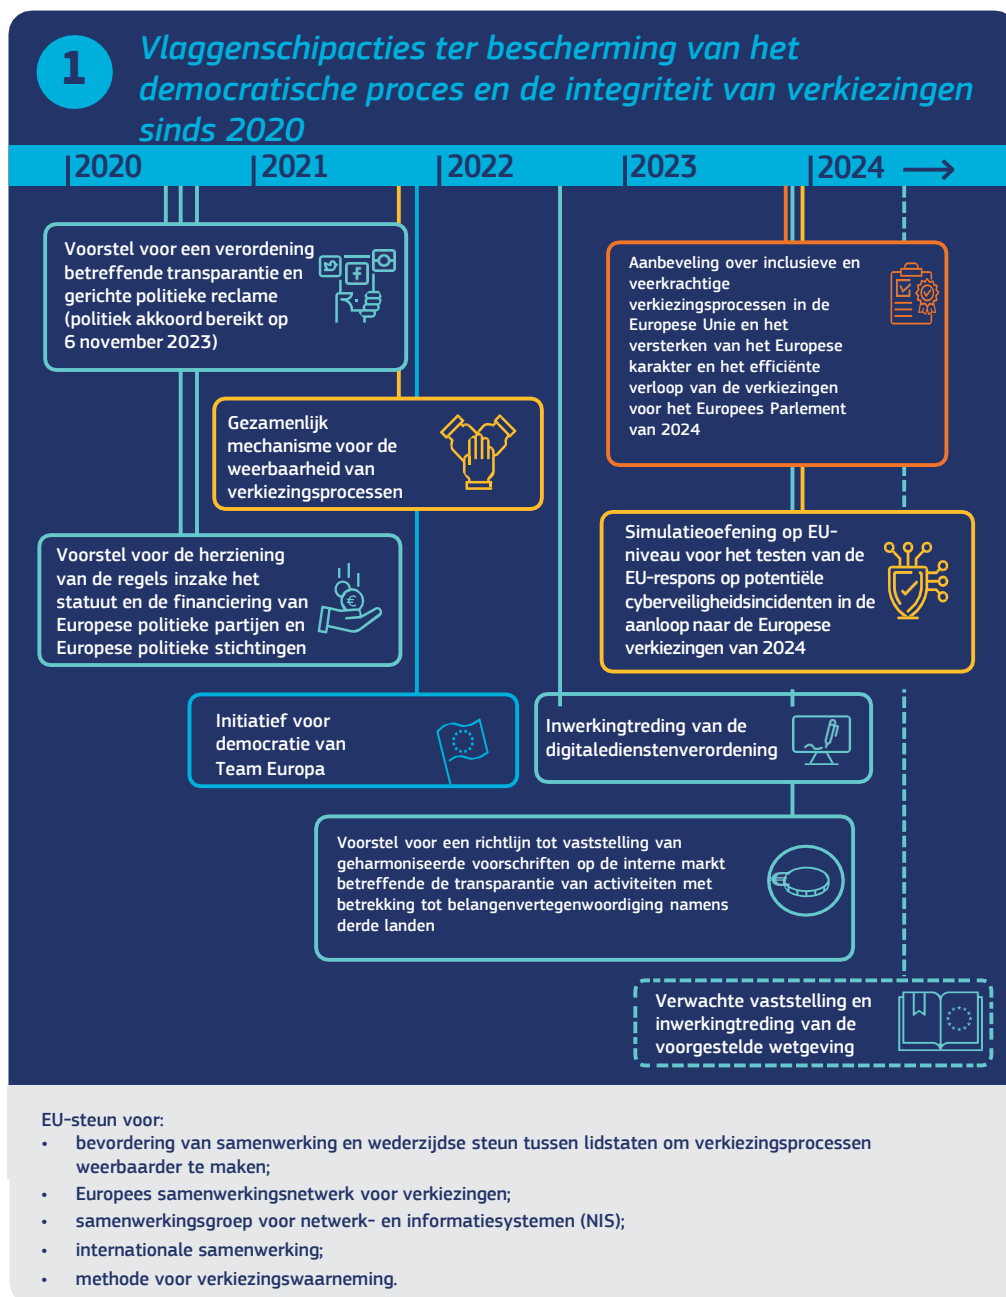 1
Vlaggenschipacties ter bescherming van het
democratische proces en de integriteit van verkiezingen
sinds 2020
2020
2021
2022
2023
2024
Voorstel voor een verordening
betreffende transparantie en
gerichte politieke reclame
(politiek akkoord bereikt op
6 november 2023)
Aanbeveling over inclusieve en
veerkrachtige
verkiezingsprocessen in de
Europese Unie en het
versterken van het Europese
karakter en het efficiënte
verloop van de verkiezingen
voor het Europees Parlement
van 2024
Gezamenlijk
mechanisme voor de
weerbaarheid van
verkiezingsprocessen
Voorstel voor de herziening
van de regels inzake het
statuut en de financiering van
Europese politieke partijen en
Europese politieke stichtingen
€
Simulatieoefening op EU-
niveau voor het testen van de
EU-respons op potentiële
cyberveiligheidsincidenten in de
aanloop naar de Europese
verkiezingen van 2024
Initiatief voor
democratie van
Team Europa
Inwerkingtreding van de
digitaledienstenverordening
Voorstel voor een richtlijn tot vaststelling van
geharmoniseerde voorschriften op de interne markt
betreffende de transparantie van activiteiten met
betrekking tot belangenvertegenwoordiging namens
derde landen
Verwachte vaststelling en
inwerkingtreding van de
voorgestelde wetgeving
EU-steun voor:
• bevordering van samenwerking en wederzijdse steun tussen lidstaten om verkiezingsprocessen
weerbaarder te maken;
• Europees samenwerkingsnetwerk voor verkiezingen;
• samenwerkingsgroep voor netwerk- en informatiesystemen (NIS);
• internationale samenwerking;
• methode voor verkiezingswaarneming.